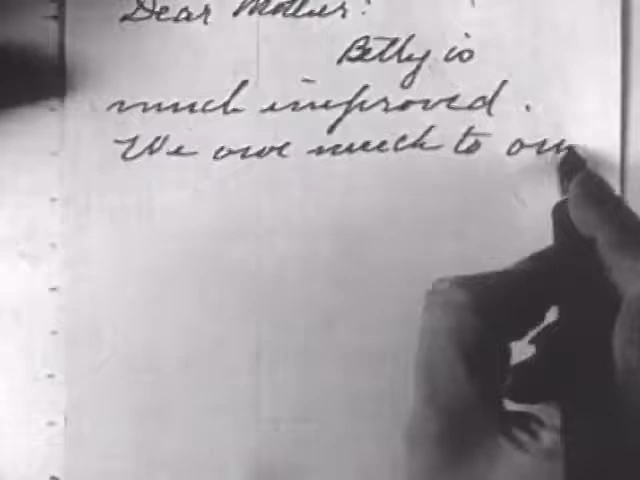 Dear Mother:
Betty is
much improved.
We owe much to our